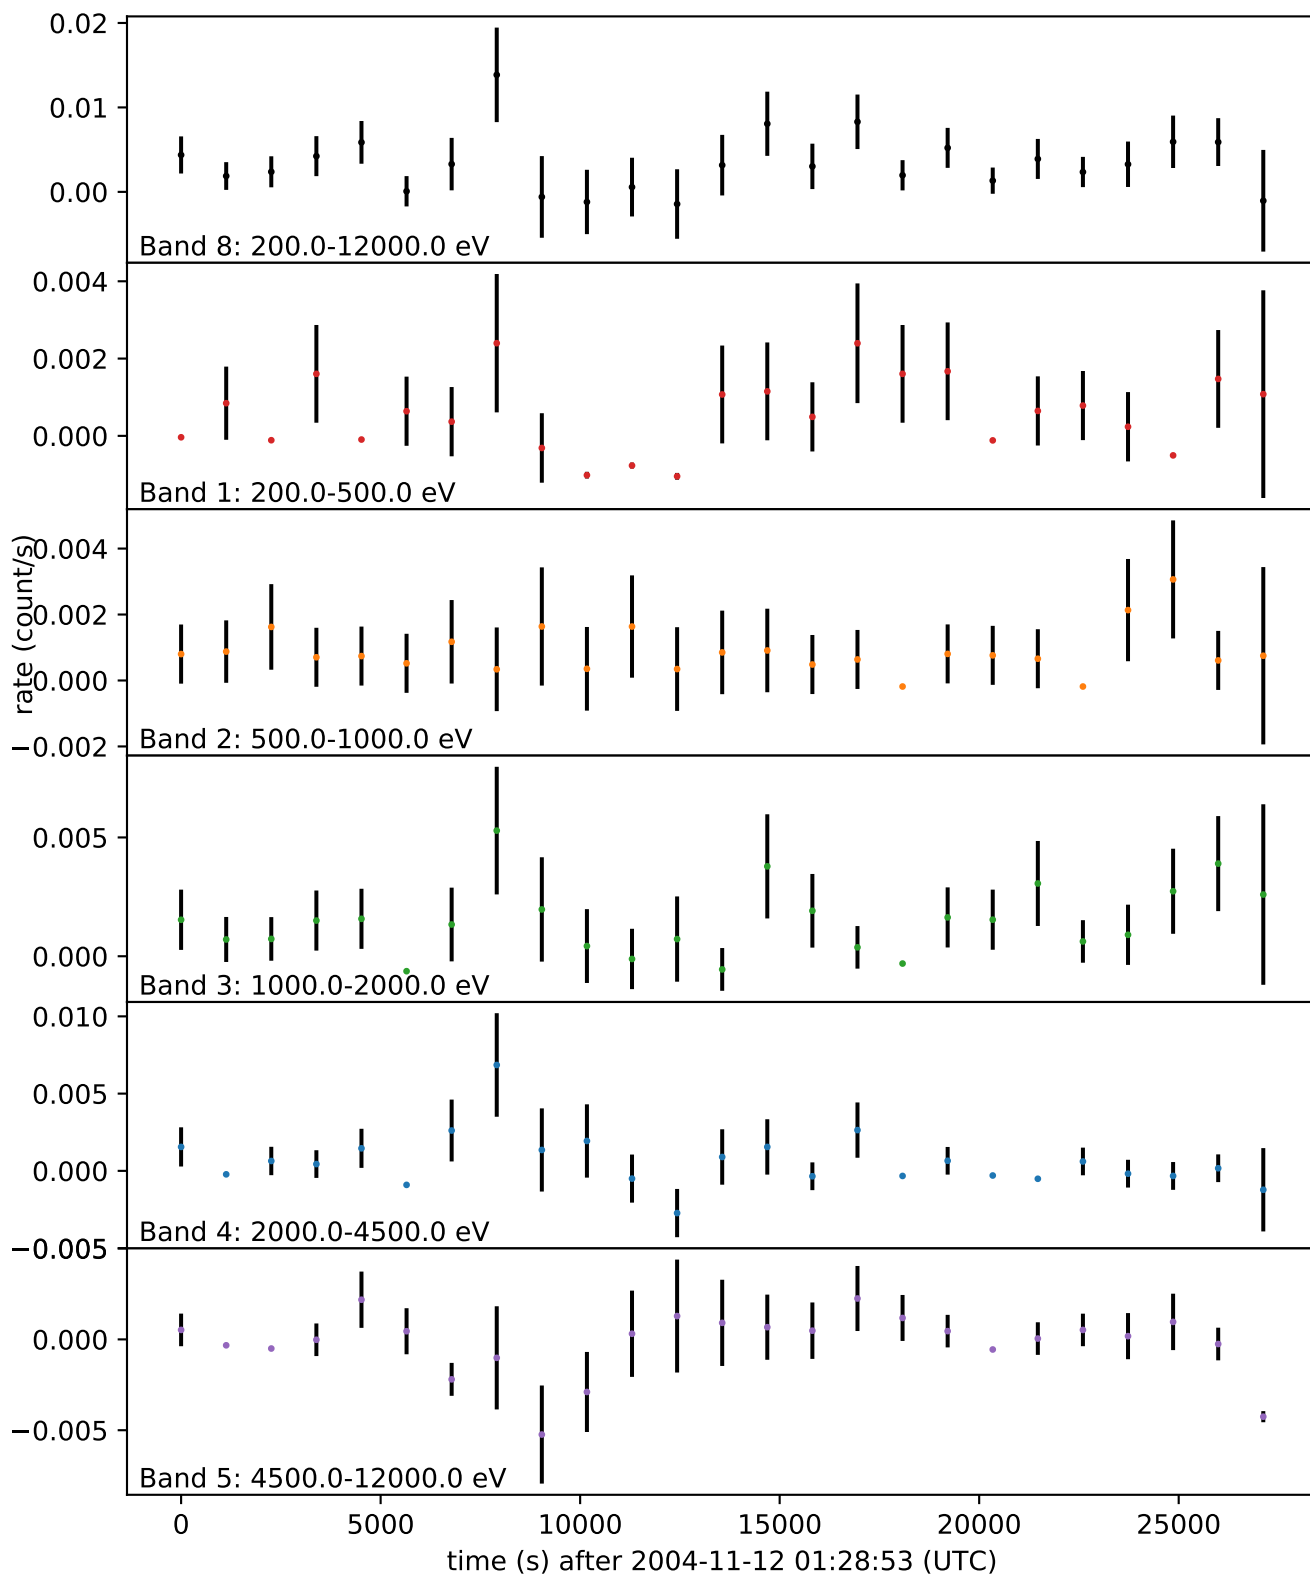 0.02
0.01
0.00
Band 8: 200.0-12000.0 eV
0.004
0.002
0.000
Band 1: 200.0-500.0 eV
rate (count/s)
0.004
0.002
0.000
−0.002
Band 2: 500.0-1000.0 eV
0.005
0.000
Band 3: 1000.0-2000.0 eV
0.010
0.005
0.000
−0.005
Band 4: 2000.0-4500.0 eV
0.005
0.000
−0.005
Band 5: 4500.0-12000.0 eV
0 5000 10000 15000 20000 25000
time (s) after 2004-11-12 01:28:53 (UTC)